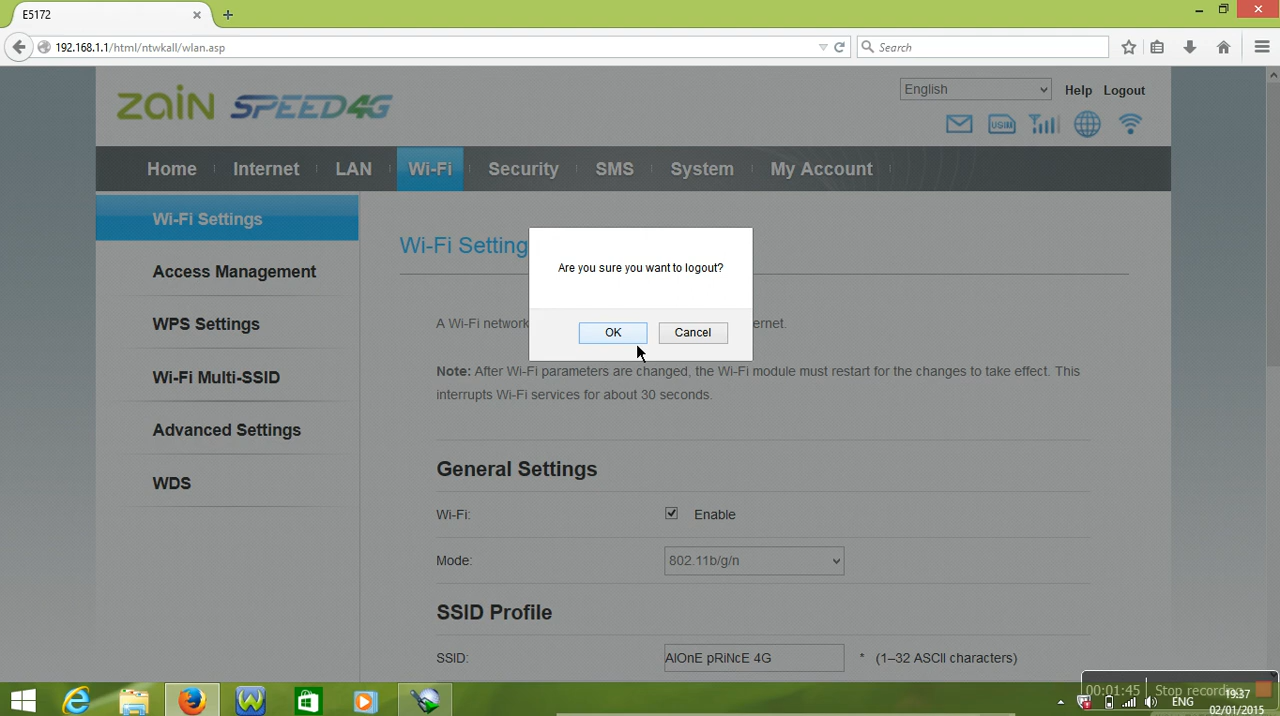 E5172
192.168.1.1/html/ntwkall/wlan.asp
Search
zain SPEED4G
English
Help
Logout
USIM
Home
Internet
LAN
Wi-Fi
Security
SMS
System
My Account
Wi-Fi Settings
Access Management
WPS Settings
Wi-Fi Multi-SSID
Advanced Settings
WDS
Wi-Fi Setting
Are you sure you want to logout?
OK
Cancel
A Wi-Fi network
ernet.
Note: After Wi-Fi parameters are changed, the Wi-Fi module must restart for the changes to take effect. This
interrupts Wi-Fi services for about 30 seconds.
General Settings
Wi-Fi:
Enable
Mode:
802.11b/g/n
SSID Profile
SSID:
AlOnE pRiNcE 4G
* (1–32 ASCII characters)
00:01:45
Stop recording
ENG
19:37
02/01/2015